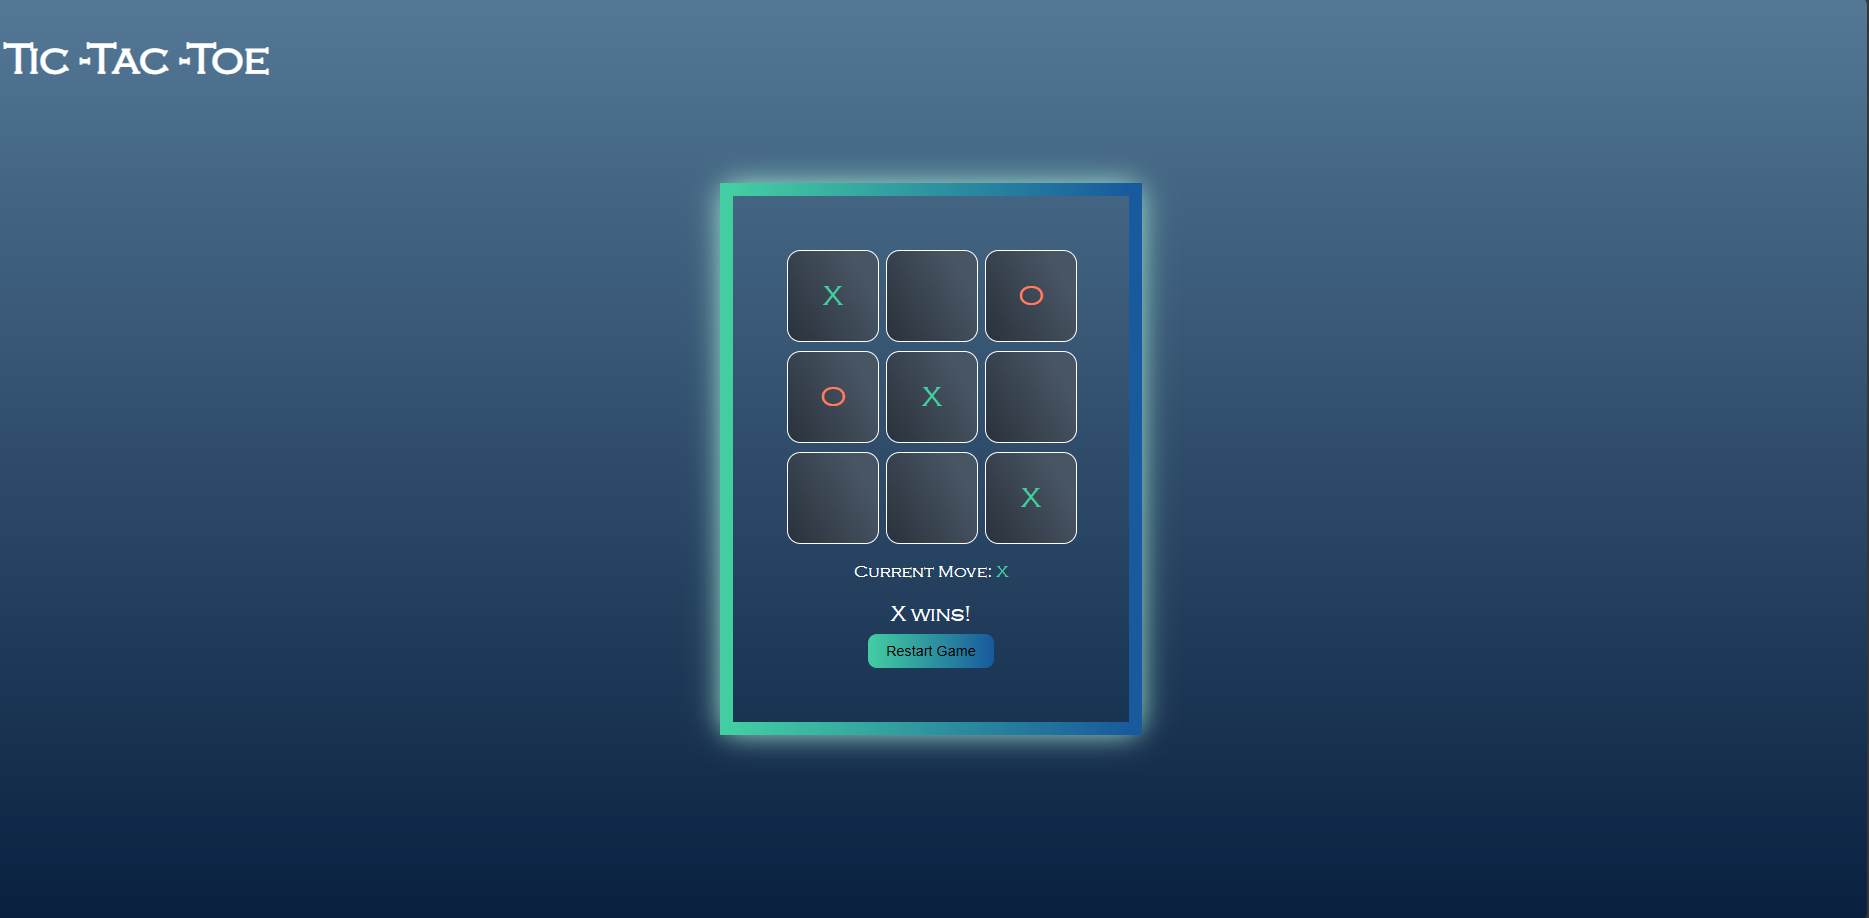 Tic -Tac -Toe
X O
O X
X
Current Move: X
X wins!
Restart Game